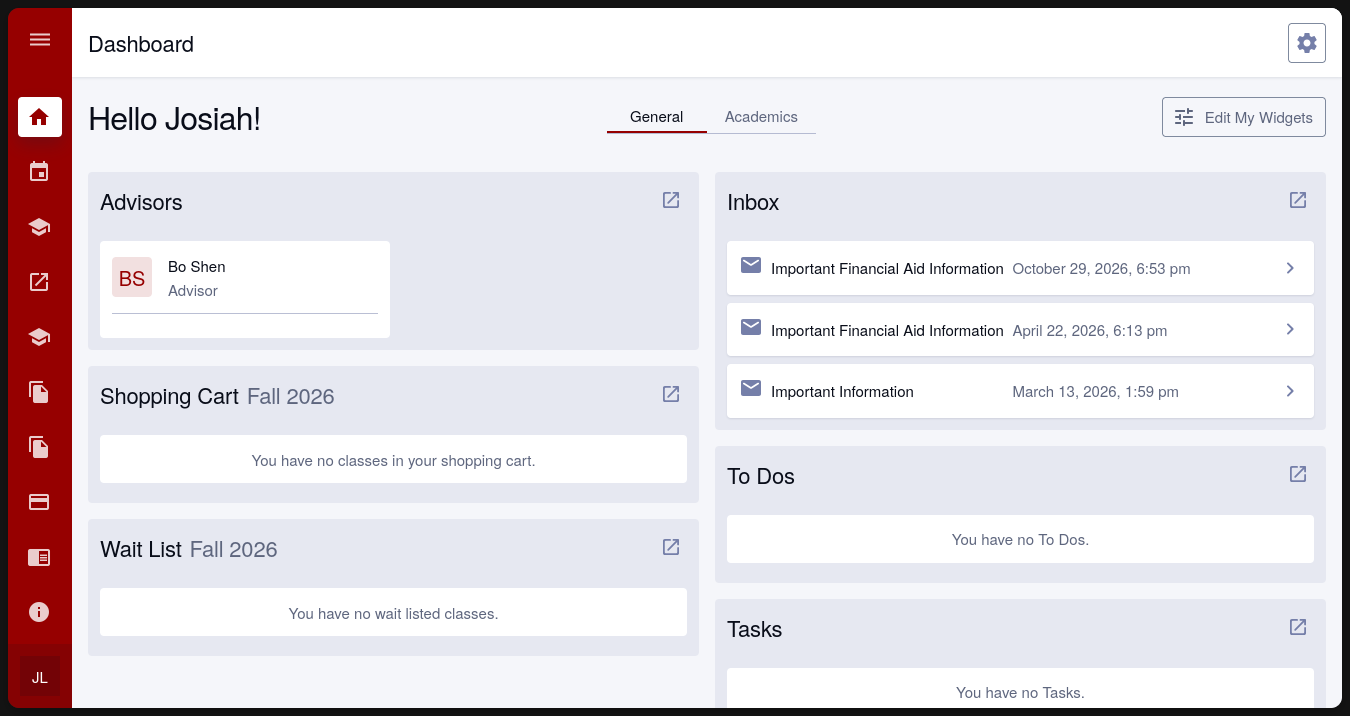 Dashboard
Hello Josiah!
General
Academics
Edit My Widgets
Advisors
BS
Bo Shen
Advisor
Shopping Cart Fall 2026
You have no classes in your shopping cart.
Wait List Fall 2026
You have no wait listed classes.
Inbox
Important Financial Aid Information October 29, 2026, 6:53 pm
Important Financial Aid Information April 22, 2026, 6:13 pm
Important Information March 13, 2026, 1:59 pm
To Dos
You have no To Dos.
Tasks
You have no Tasks.
JL